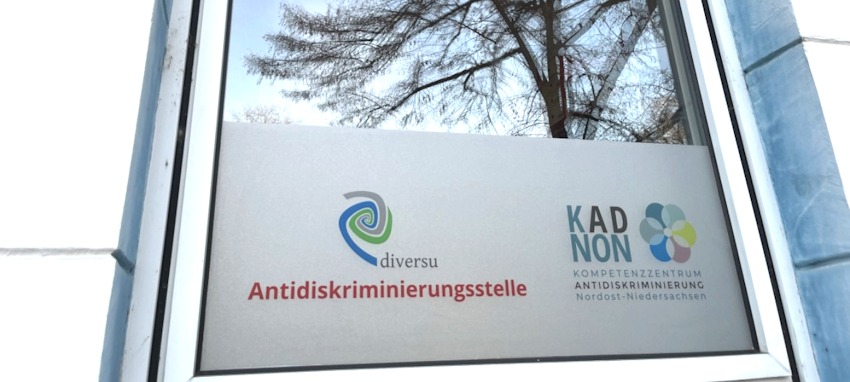 diversu
Antidiskriminierungsstelle
KAD
NON
KOMPETENZZENTRUM
ANTIDISKRIMINIERUNG
Nordost-Niedersachsen